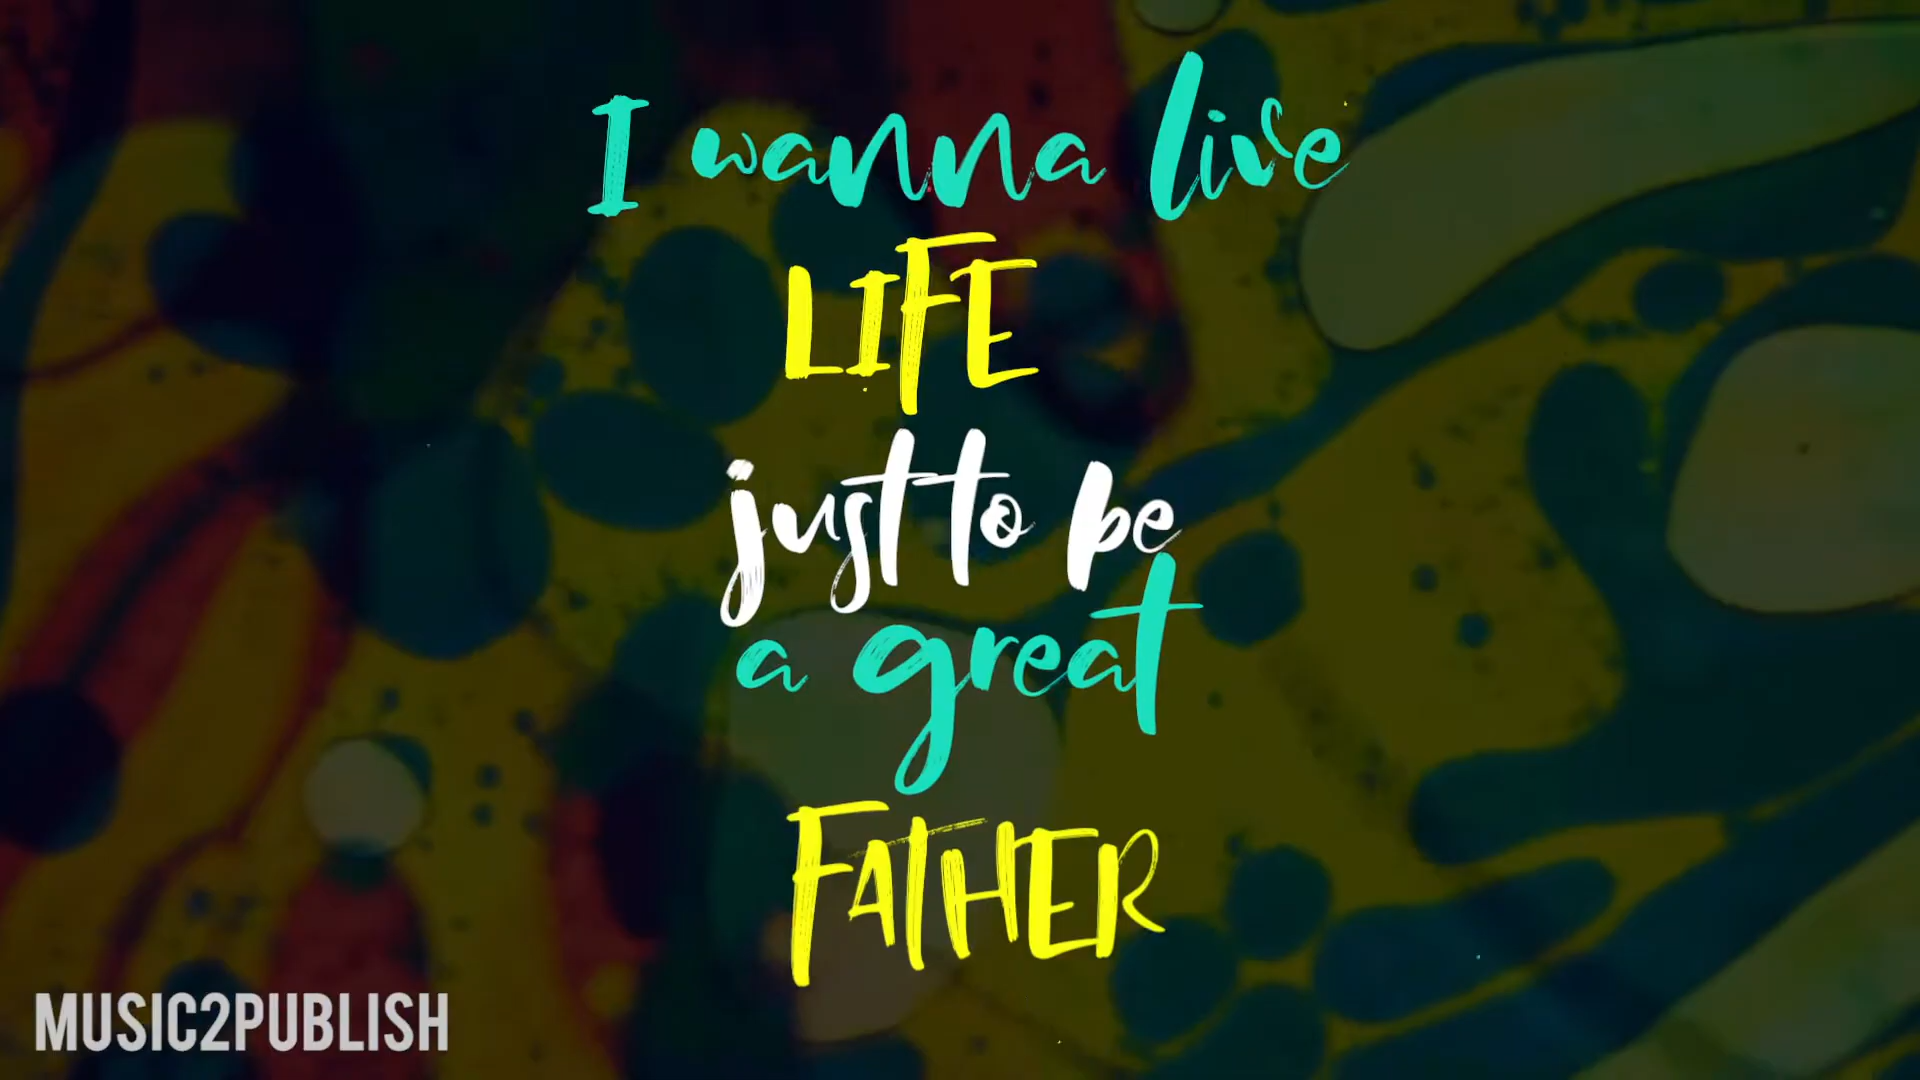 I wanna live
LIFE
just to be
a great
FATHER
MUSIC2PUBLISH